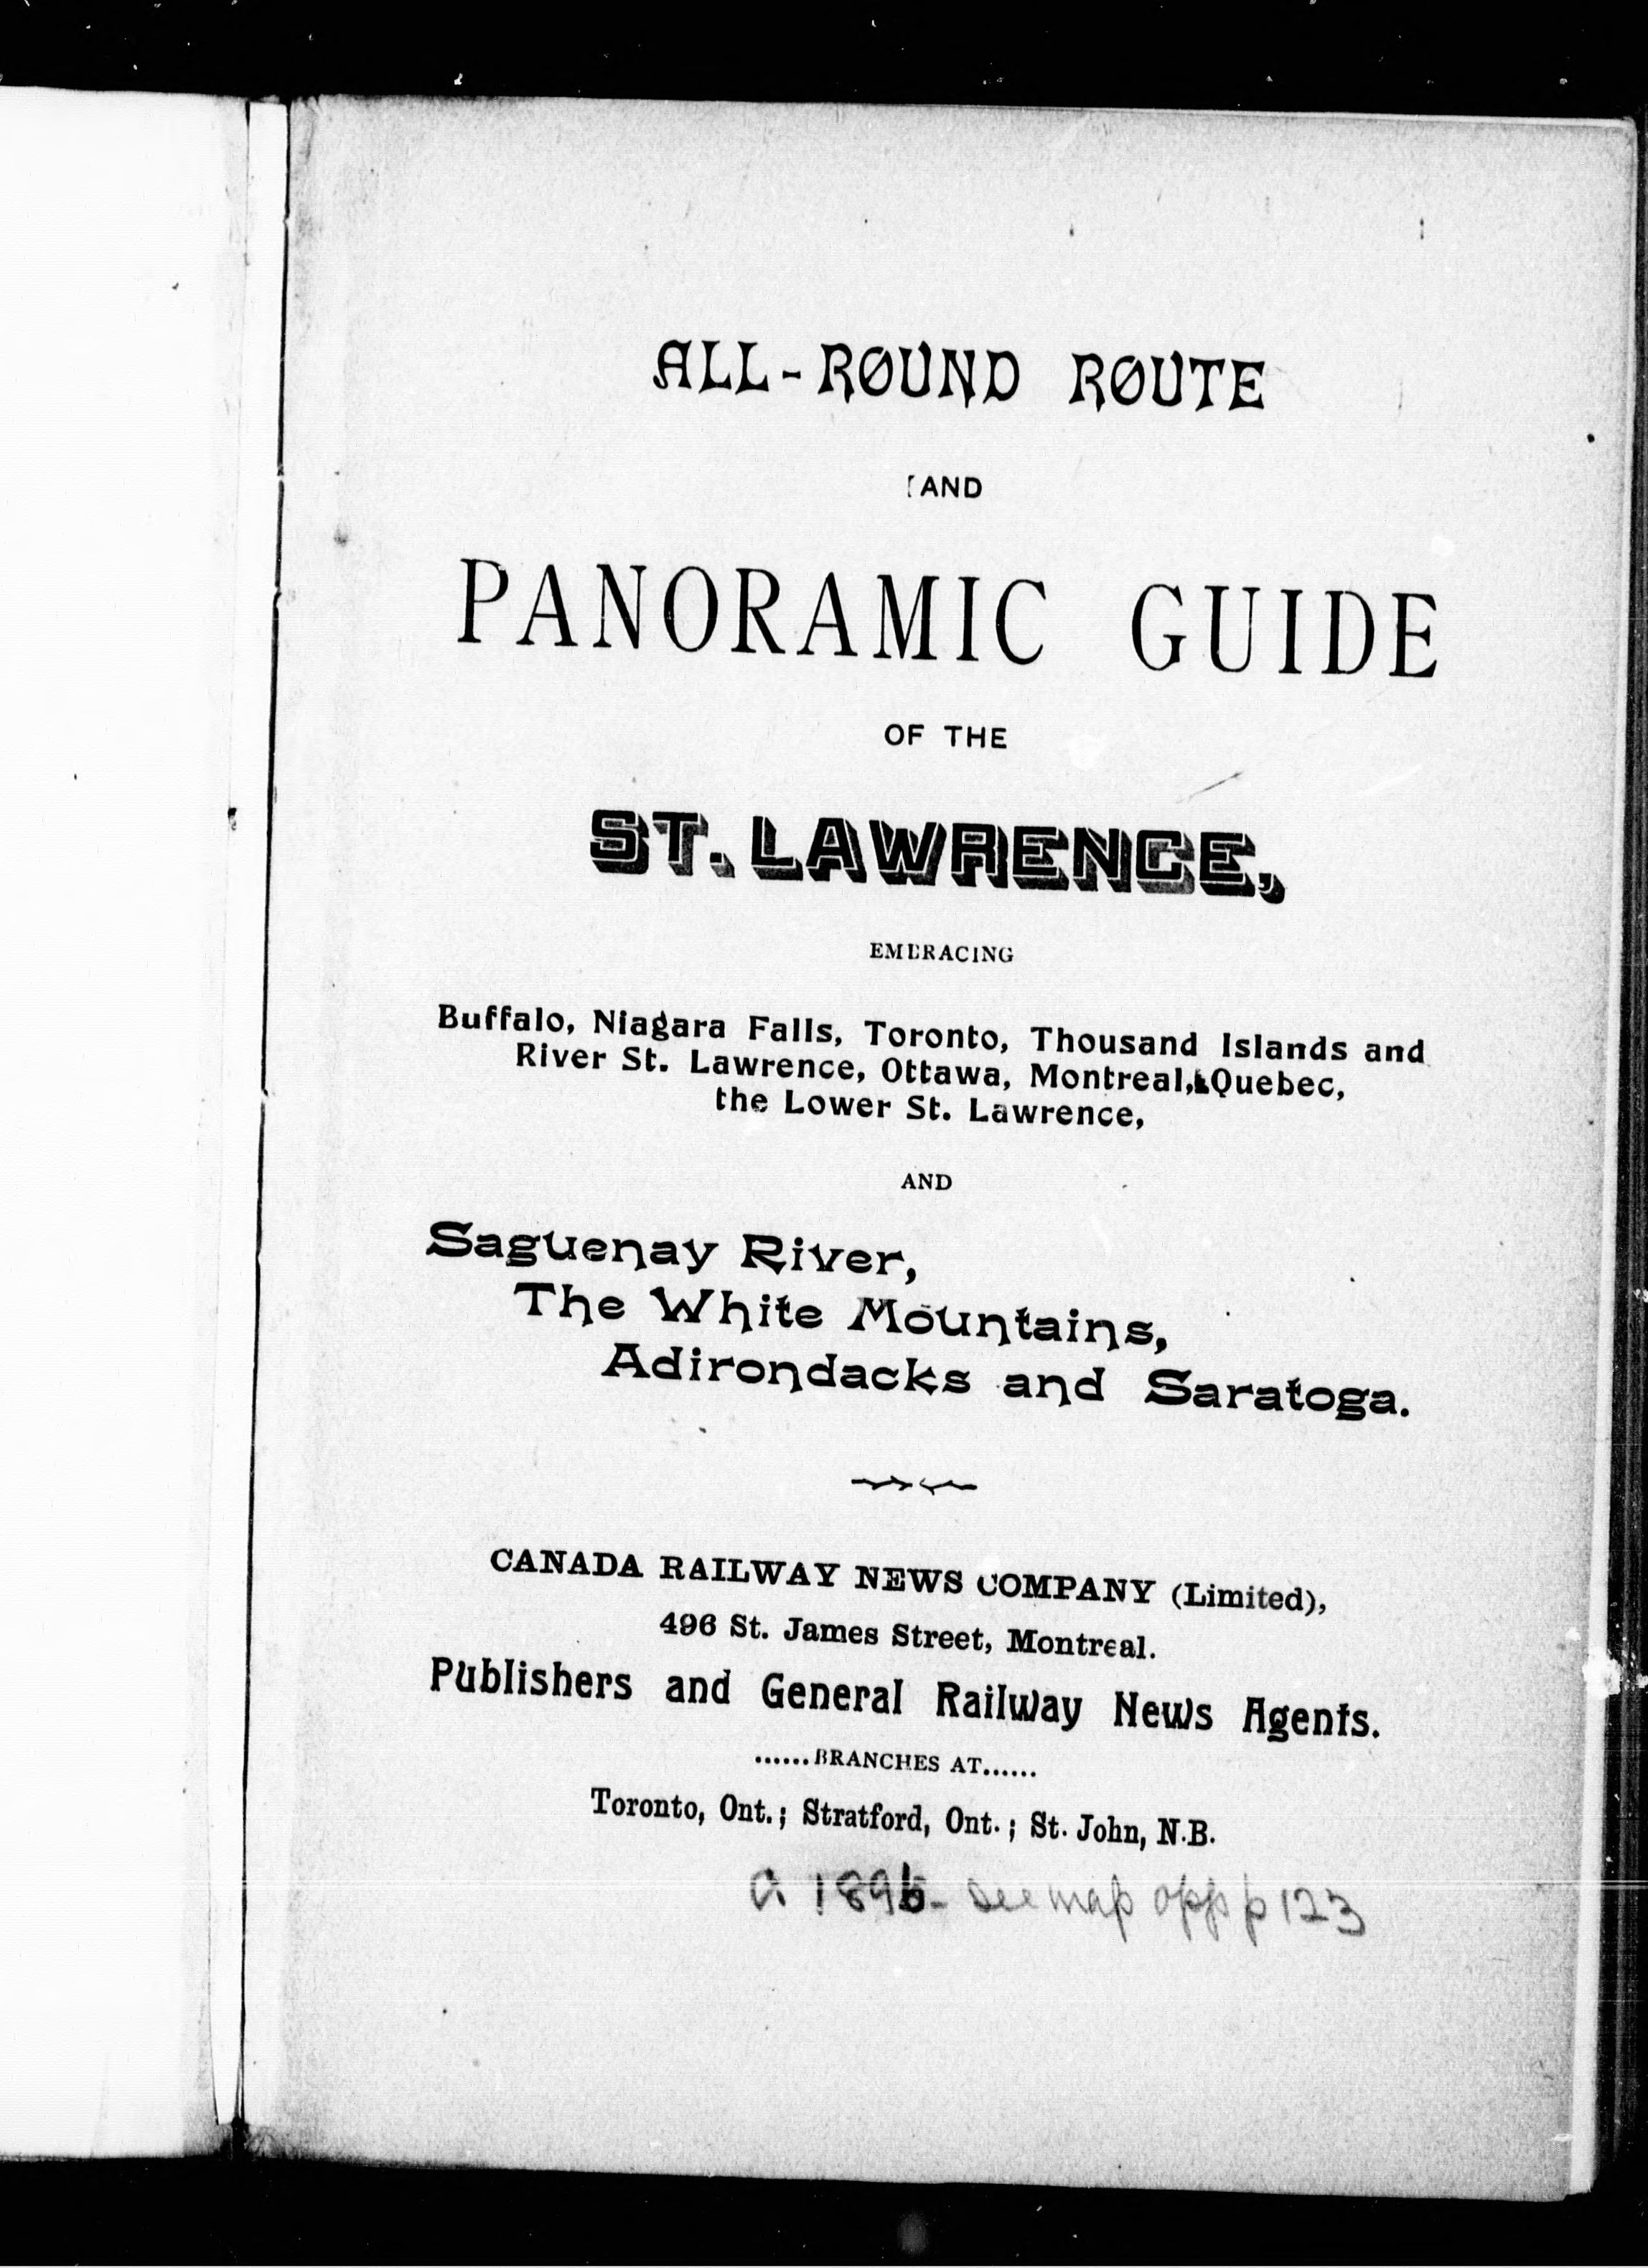 ALL-ROUND ROUTE
AND
PANORAMIC GUIDE
OF THE
ST. LAWRENCE,
EMBRACING
Buffalo, Niagara Falls, Toronto, Thousand Islands and
River St. Lawrence, Ottawa, Montreal, Quebec,
the Lower St. Lawrence,
AND
Saguenay River,
The White Mountains,
Adirondacks and Saratoga.
CANADA RAILWAY NEWS COMPANY (Limited),
496 St. James Street, Montreal.
Publishers and General Railway News Agents.
......BRANCHES AT......
Toronto, Ont.; Stratford, Ont.; St. John, N.B.
see map opp p 123